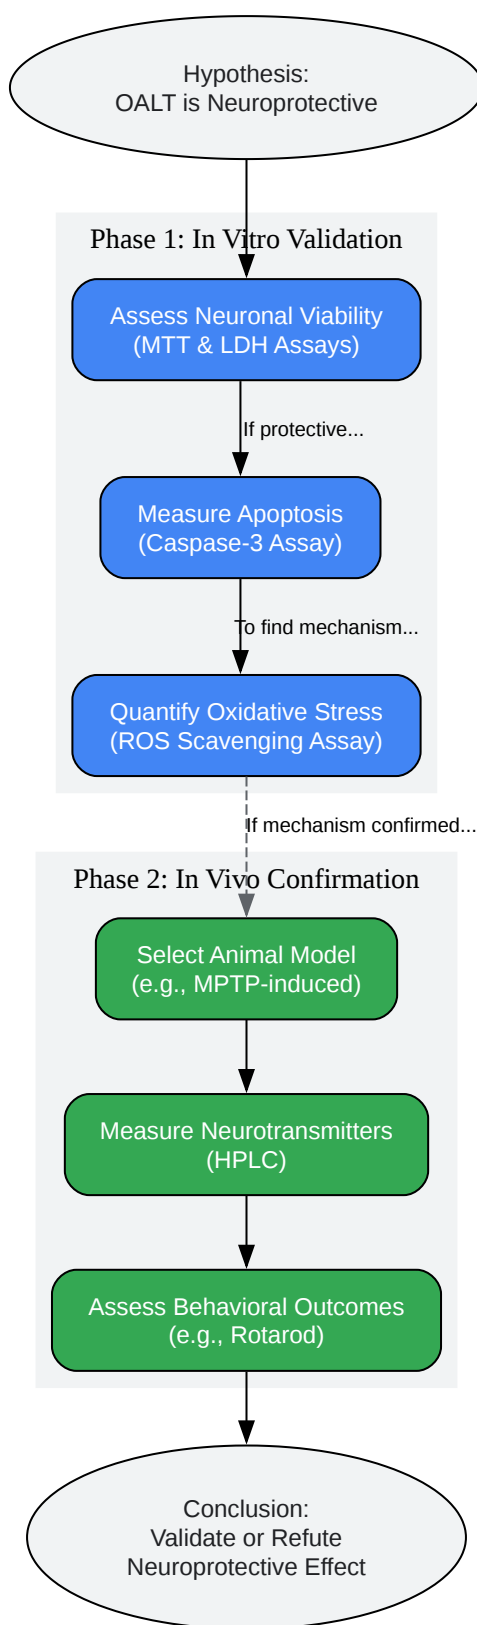 Hypothesis:
OALT is Neuroprotective
Phase 1: In Vitro Validation
Assess Neuronal Viability
(MTT & LDH Assays)
If protective...
Measure Apoptosis
(Caspase-3 Assay)
To find mechanism...
Quantify Oxidative Stress
(ROS Scavenging Assay)
If mechanism confirmed...
Phase 2: In Vivo Confirmation
Select Animal Model
(e.g., MPTP-induced)
Measure Neurotransmitters
(HPLC)
Assess Behavioral Outcomes
(e.g., Rotarod)
Conclusion:
Validate or Refute
Neuroprotective Effect